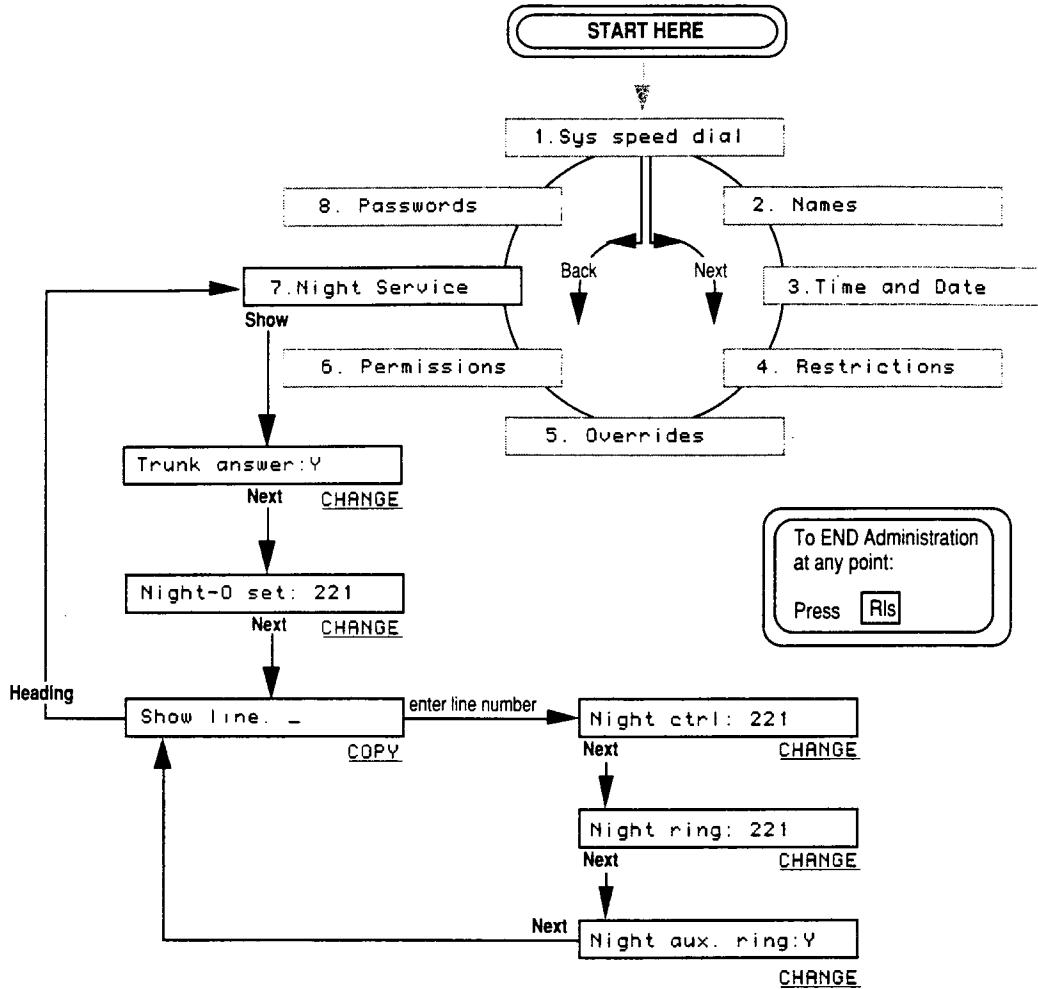 START HERE
1.Sys speed dial
8. Passwords
2. Names
Back
Next
7.Night Service
3.Time and Date
Show
6. Permissions
4. Restrictions
5. Overrides
Trunk answer:Y
Next
CHANGE
To END Administration
at any point:
Press Rls
Night-0 set: 221
Next
CHANGE
Heading
Show line. _
enter line number
Night ctrl: 221
COPY
Next
CHANGE
Night ring: 221
Next
CHANGE
Next
Night aux. ring:Y
CHANGE